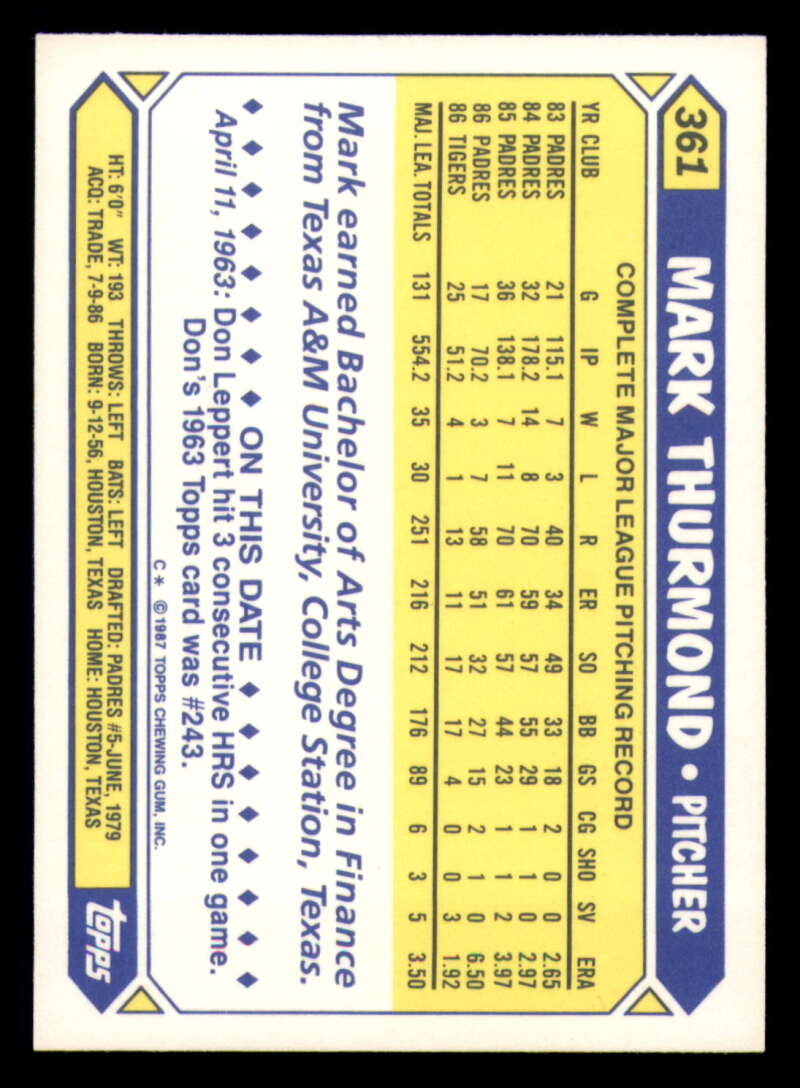 361 MARK THURMOND • PITCHER
COMPLETE MAJOR LEAGUE PITCHING RECORD
YR CLUB G IP W L R ER SO BB GS CG SHO SV ERA
83 PADRES 21 115.1 7 3 40 34 49 33 18 2 0 0 2.65
84 PADRES 32 178.2 14 8 70 59 57 55 29 1 1 0 2.97
85 PADRES 36 138.1 7 11 70 61 57 44 23 1 1 2 3.97
86 PADRES 17 70.2 3 7 58 51 32 27 15 2 1 0 6.50
86 TIGERS 25 51.2 4 1 13 11 17 17 4 0 0 3 1.92
MAJ. LEA. TOTALS 131 554.2 35 30 251 216 212 176 89 6 3 5 3.50
Mark earned Bachelor of Arts Degree in Finance
from Texas A&M University, College Station, Texas.
◆ ◆ ◆ ◆ ◆ ◆ ON THIS DATE ◆ ◆ ◆ ◆ ◆ ◆ ◆ ◆
April 11, 1963: Don Leppert hit 3 consecutive HRS in one game.
Don's 1963 Topps card was #243.
C * ©1987 TOPPS CHEWING GUM, INC.
HT: 6'0" WT: 193 THROWS: LEFT BATS: LEFT DRAFTED: PADRES #5-JUNE, 1979
ACQ: TRADE, 7-9-86 BORN: 9-12-56, HOUSTON, TEXAS HOME: HOUSTON, TEXAS
topps